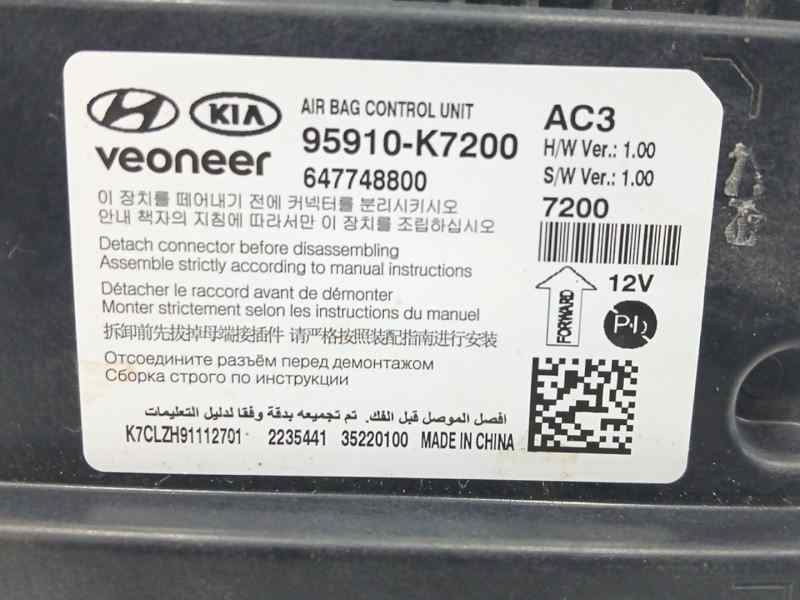 KIA
veoneer
AIR BAG CONTROL UNIT
95910-K7200
647748800
AC3
H/W Ver.: 1.00
S/W Ver.: 1.00
7200
이 장치를 떼어내기 전에 커넥터를 분리시키시오
안내 책자의 지침에 따라서만 이 장치를 조립하십시오
Detach connector before disassembling
Assemble strictly according to manual instructions
Détacher le raccord avant de démonter
Monter strictement selon les instructions du manuel
拆卸前先拔掉母端接插件 请严格按照装配指南进行安装
Отсоедините разъём перед демонтажом
Сборка строго по инструкции
افصل الموصل قبل الفك. تم تجميعه بدقة وفقا لدليل التعليمات
K7CLZH91112701 2235441 35220100 MADE IN CHINA
FORWARD
12V